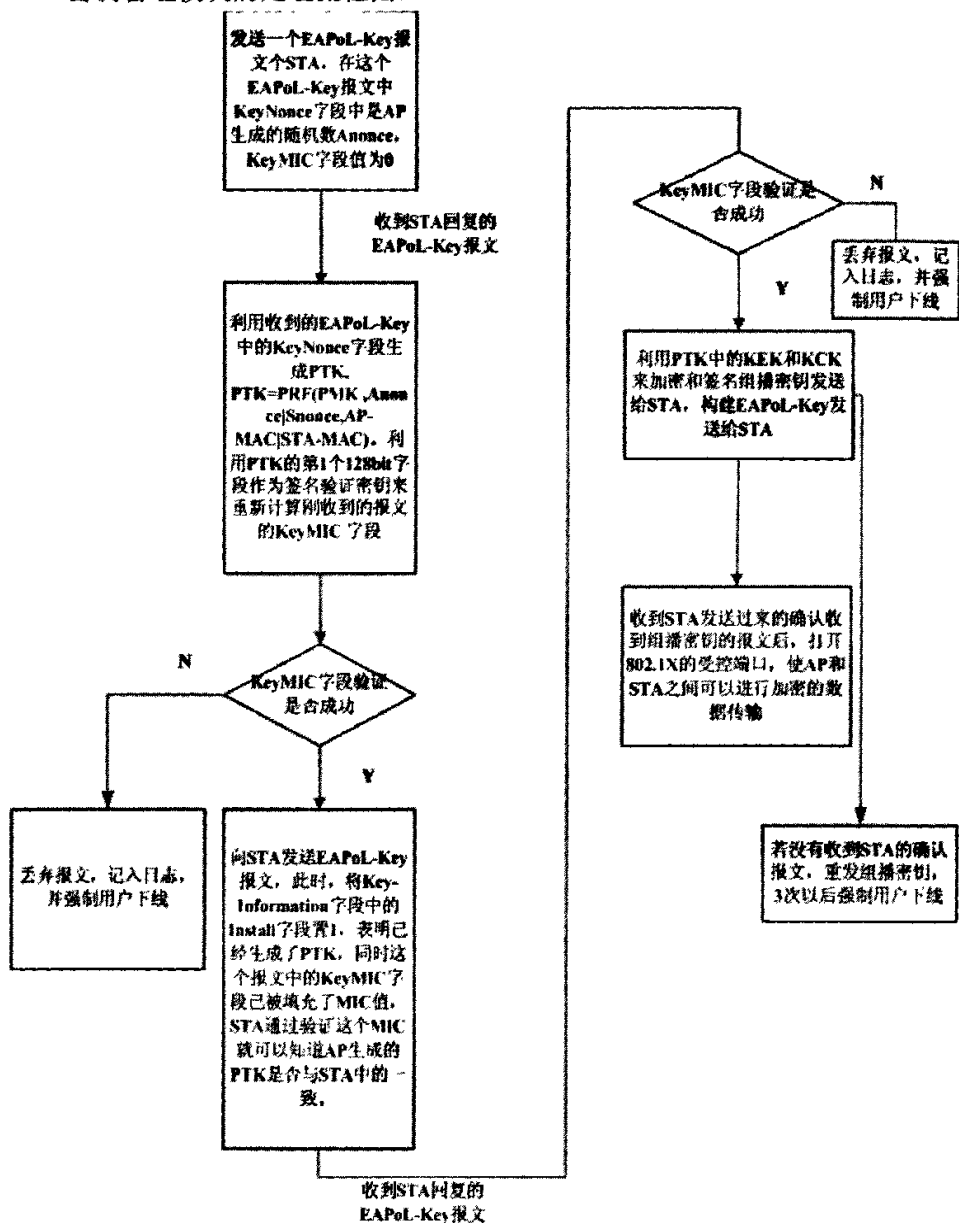 发送一个EAPoL-Key报
文个STA，在这个
EAPoL-Key报文中
KeyNonce字段中是AP
生成的随机数Anonce，
KeyMIC字段值为0
收到STA回复的
EAPoL-Key报文
利用收到的EAPoL-Key
中的KeyNonce字段生
成PTK，
PTK=PRF(PMK ,Anon
ce|Snonce,AP-
MAC|STA-MAC)。利
用PTK的第1个128bit字
段作为签名验证密钥来
重新计算刚收到的报文
的KeyMIC 字段
KeyMIC字段验证
是否成功
N
Y
丢弃报文，记入日志，
并强制用户下线
向STA发送EAPoL-Key
报文，此时，将Key-
Information字段中的
Install字段置1，表明已
经生成了PTK，同时这
个报文中的KeyMIC字
段已被填充了MIC值，
STA通过验证这个MIC
就可以知道AP生成的
PTK是否与STA中的一
致。
收到STA回复的
EAPoL-Key报文
KeyMIC字段验证是
否成功
N
Y
丢弃报文，记
入日志，并强
制用户下线
利用PTK中的KEK和KCK
来加密和签名组播密钥发送
给STA，构建EAPoL-Key发
送给STA
收到STA发送过来的确认收
到组播密钥的报文后，打开
802.1X的受控端口，使AP和
STA之间可以进行加密的数
据传输
若没有收到STA的确认
报文，重发组播密钥，
3次以后强制用户下线